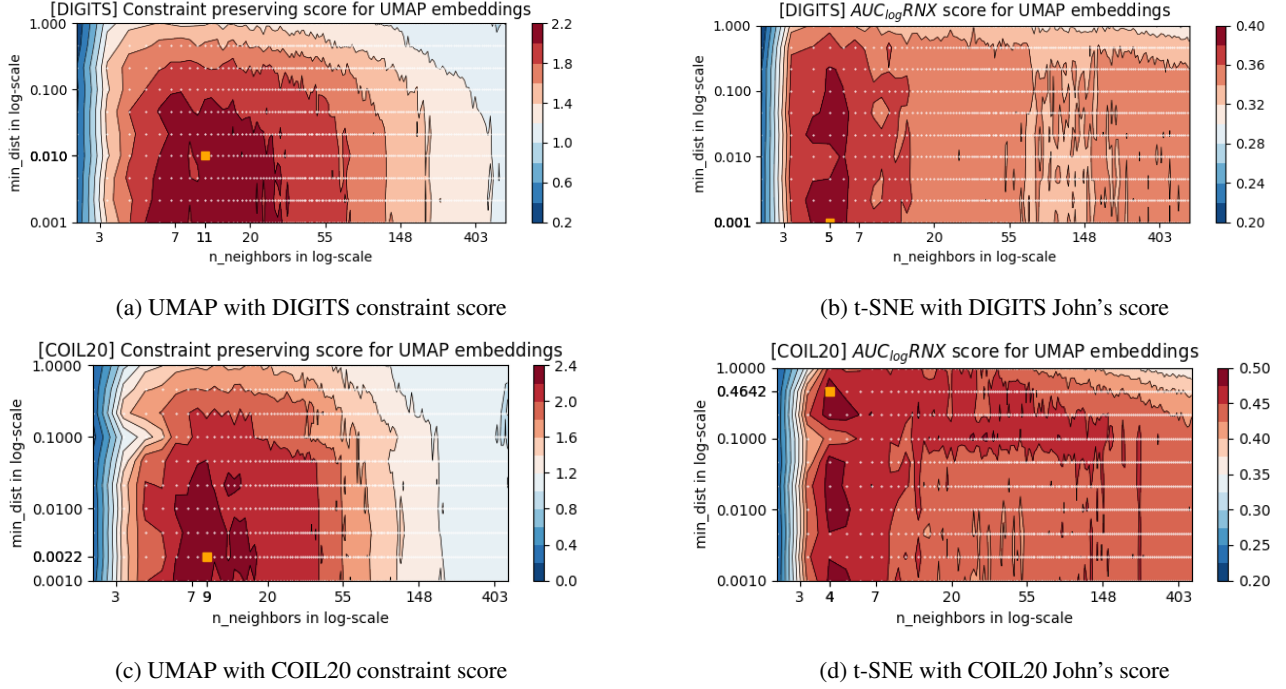 [DIGITS] Constraint preserving score for UMAP embeddings
min_dist in log-scale
1.000
0.100
0.010
0.001
3 7 11 20 55 148 403
n_neighbors in log-scale
2.2
1.8
1.4
1.0
0.6
0.2
(a) UMAP with DIGITS constraint score
[DIGITS] AUC_logRNX score for UMAP embeddings
min_dist in log-scale
1.000
0.100
0.010
0.001
3 5 7 20 55 148 403
n_neighbors in log-scale
0.40
0.36
0.32
0.28
0.24
0.20
(b) t-SNE with DIGITS John's score
[COIL20] Constraint preserving score for UMAP embeddings
min_dist in log-scale
1.0000
0.1000
0.0100
0.0022
0.0010
3 7 9 20 55 148 403
n_neighbors in log-scale
2.4
2.0
1.6
1.2
0.8
0.4
0.0
(c) UMAP with COIL20 constraint score
[COIL20] AUC_logRNX score for UMAP embeddings
min_dist in log-scale
1.0000
0.4642
0.1000
0.0100
0.0010
3 4 7 20 55 148 403
n_neighbors in log-scale
0.50
0.45
0.40
0.35
0.30
0.25
0.20
(d) t-SNE with COIL20 John's score